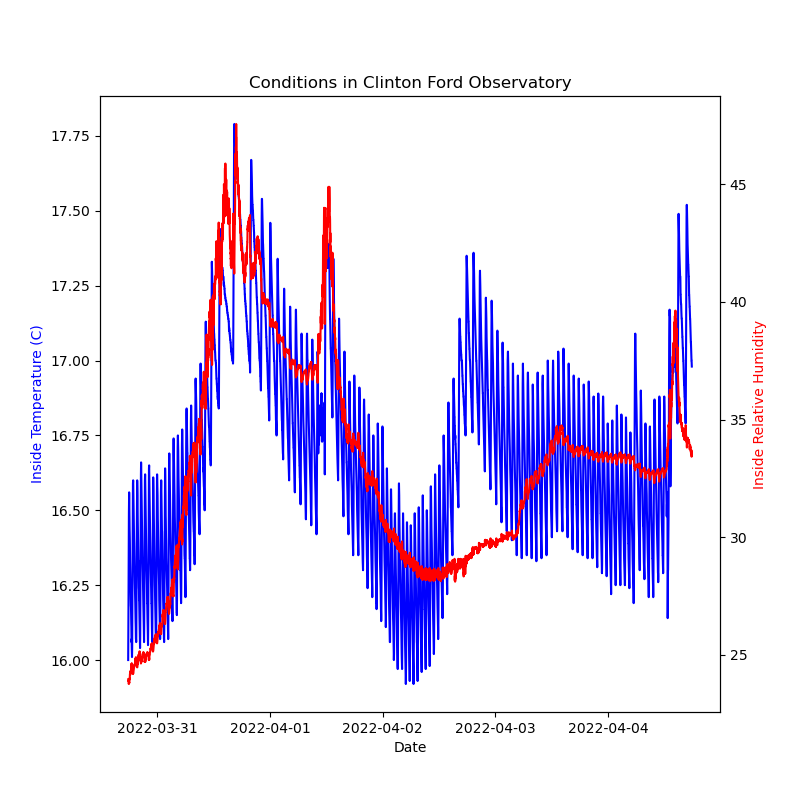 Conditions in Clinton Ford Observatory
Inside Temperature (C)
17.75
17.50
17.25
17.00
16.75
16.50
16.25
16.00
45
40
35
30
25
Inside Relative Humidity
2022-03-31 2022-04-01 2022-04-02 2022-04-03 2022-04-04
Date